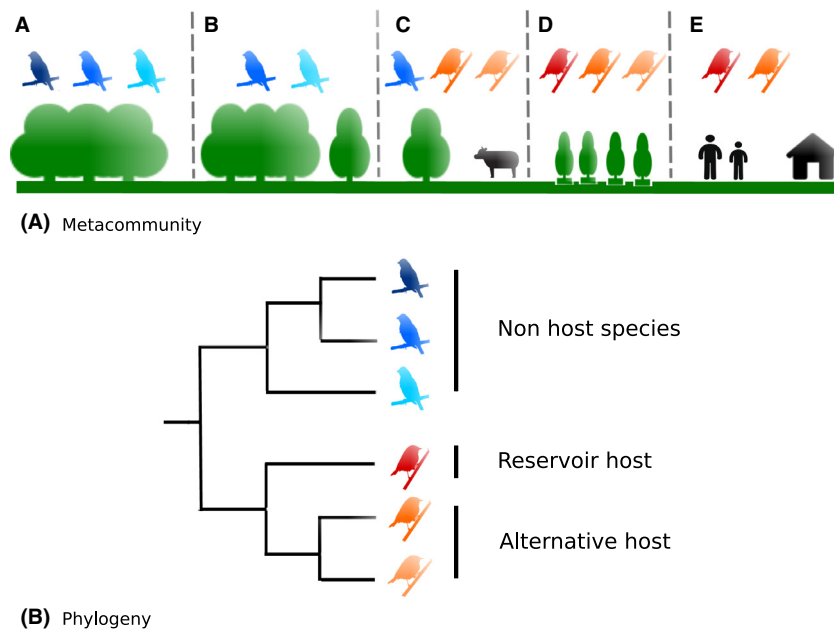 A B C D E
(A) Metacommunity
Non host species
Reservoir host
Alternative host
(B) Phylogeny